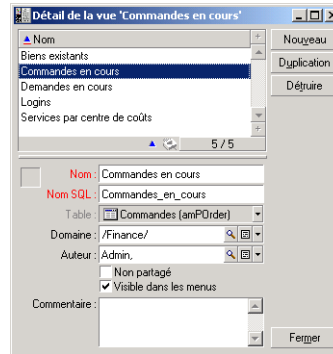 Détail de la vue 'Commandes en cours'
Nom
Nouveau
Biens existants
Commandes en cours
Duplication
Demandes en cours
Détruire
Logins
Services par centre de coûts
5 / 5
Nom : Commandes en cours
Nom SQL : Commandes_en_cours
Table : Commandes (amPOrder)
Domaine : /Finance/
Auteur : Admin,
Non partagé
Visible dans les menus
Commentaire :
Fermer